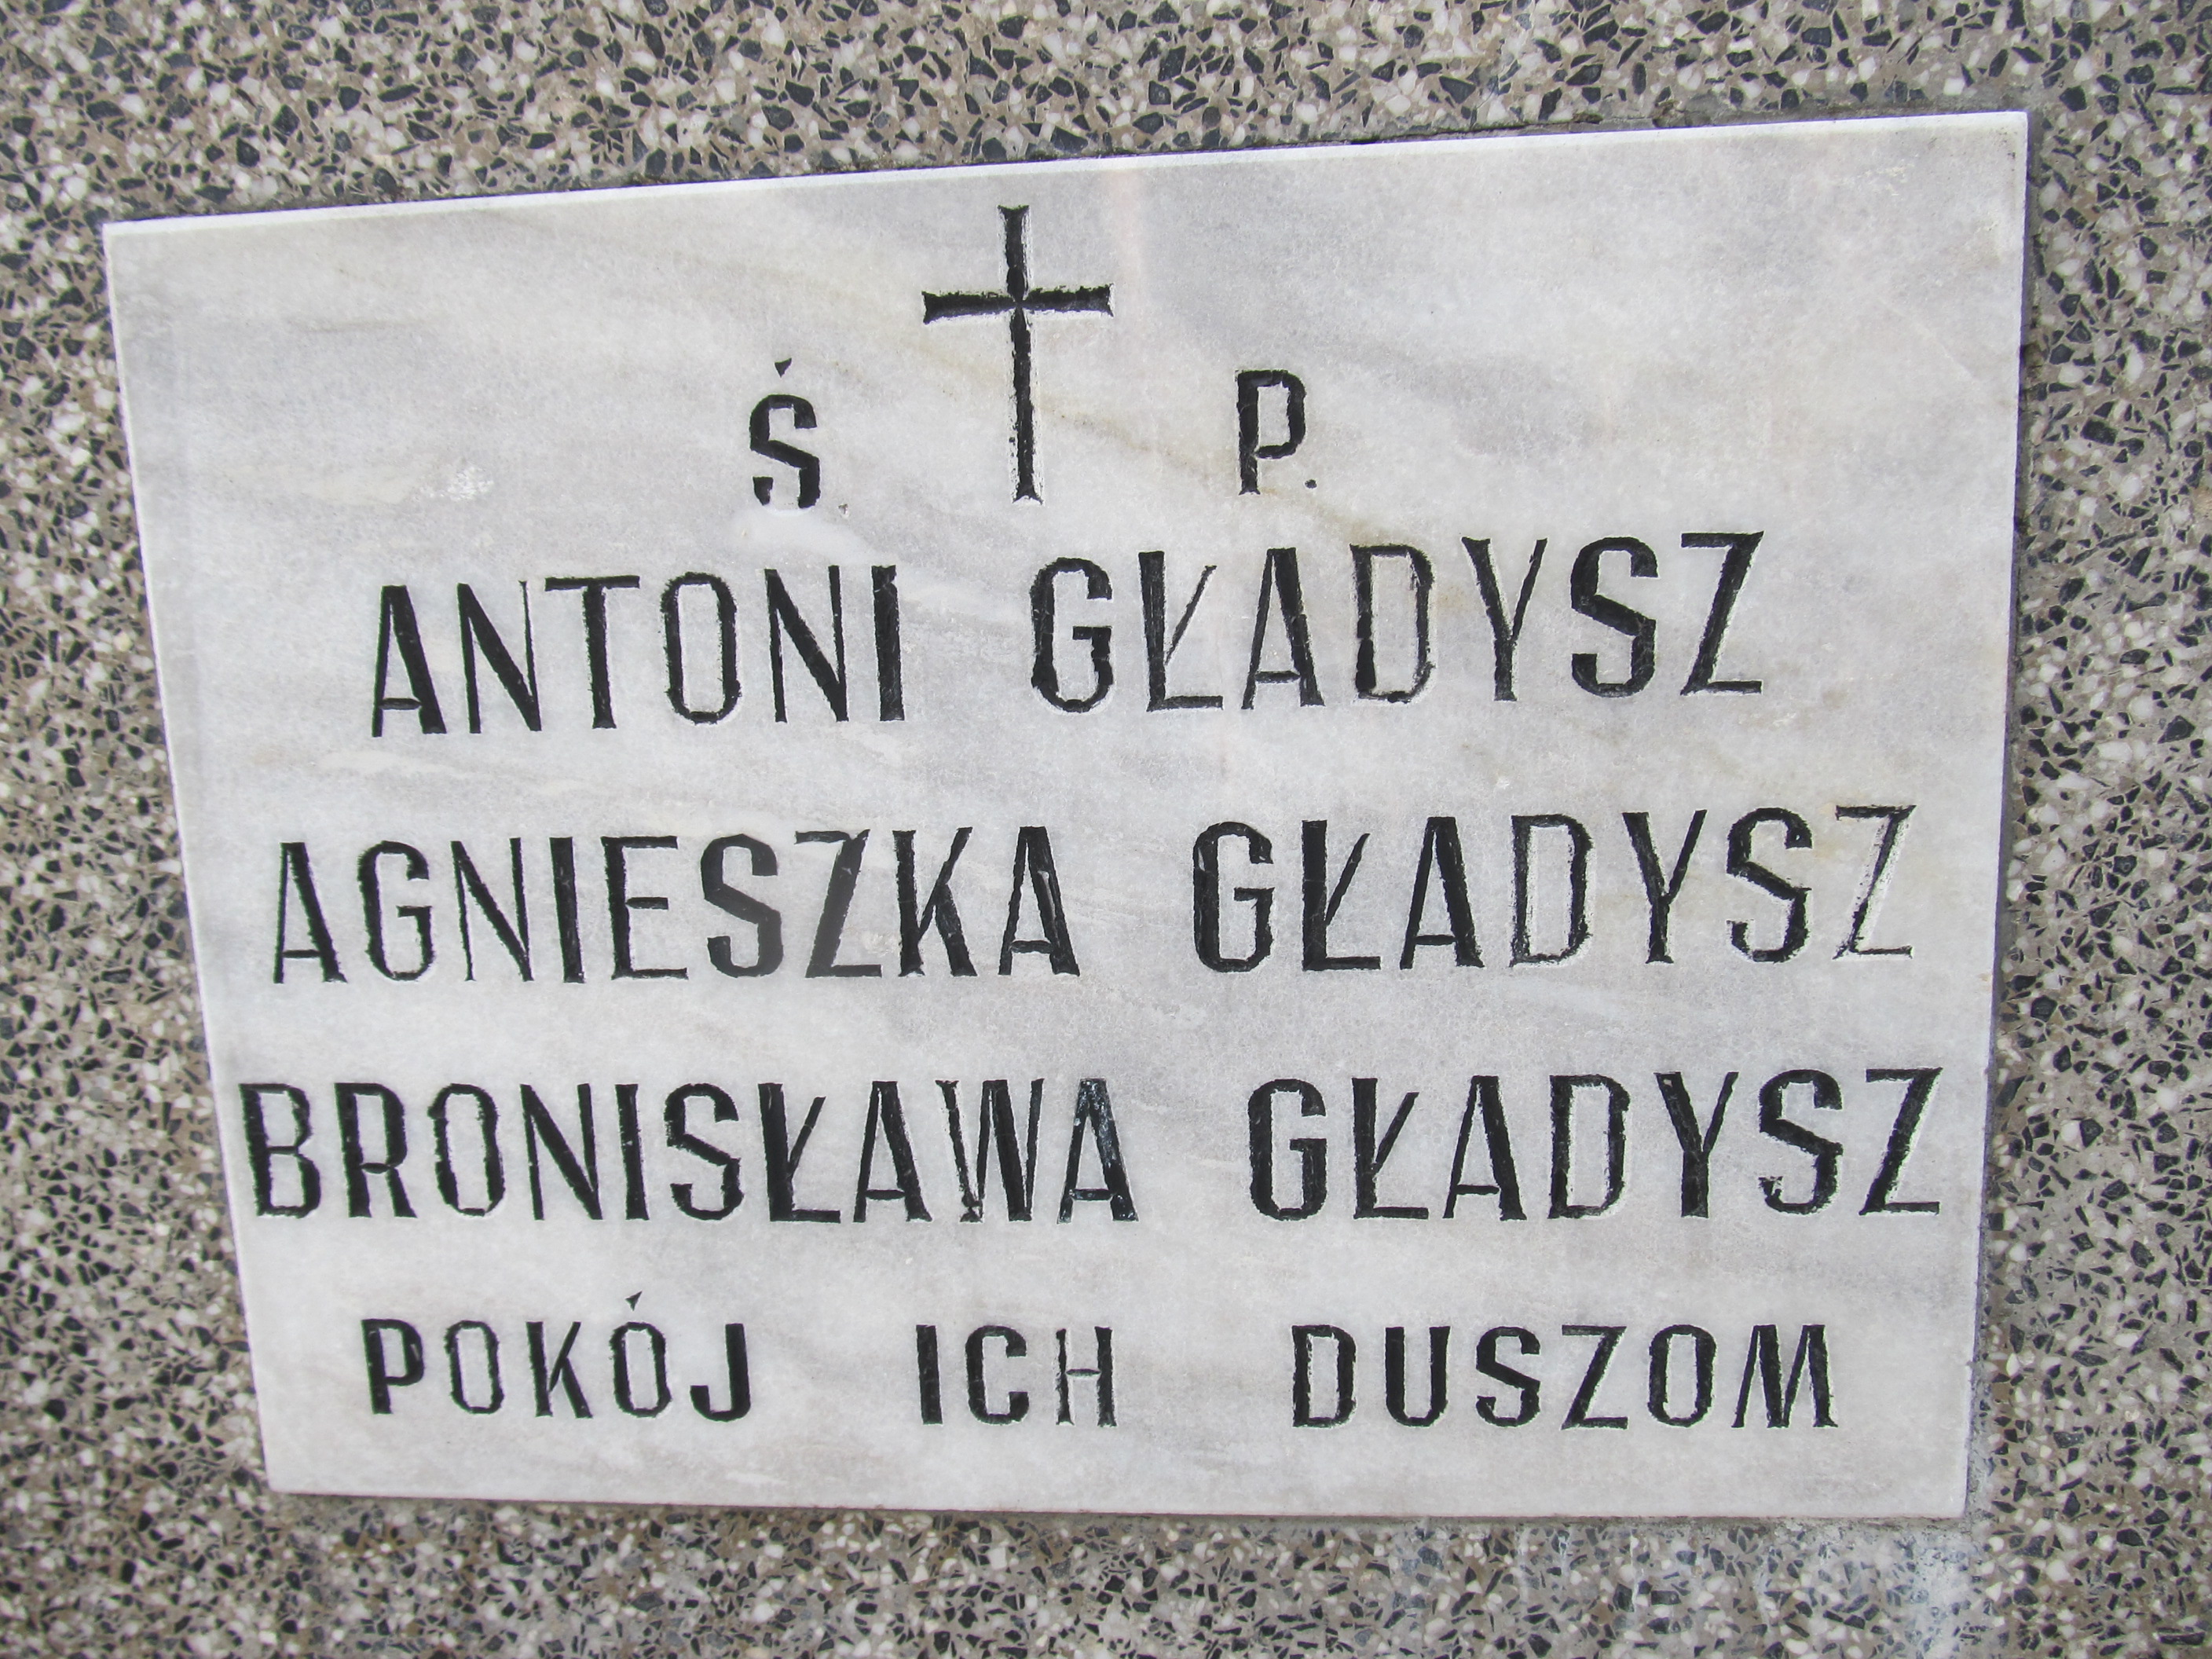 Ś. P.
ANTONI GŁADYSZ
AGNIESZKA GŁADYSZ
BRONISŁAWA GŁADYSZ
POKÓJ ICH DUSZOM